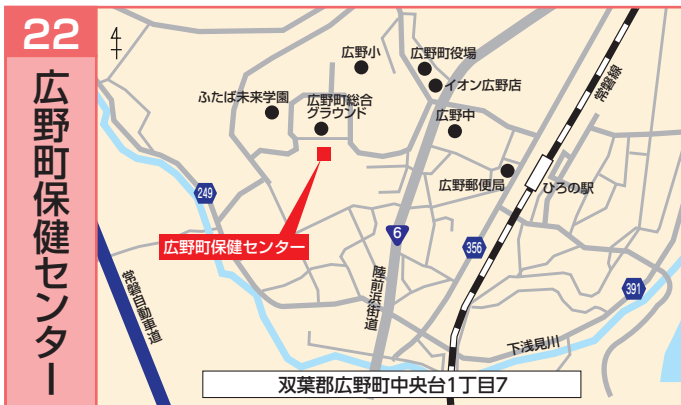 22
広野町保健センター
4
広野小
広野町役場
イオン広野店
ふたば未来学園
広野町総合
グラウンド
広野中
常磐線
広野郵便局
ひろの駅
249
広野町保健センター
6
356
陸前浜街道
391
常磐自動車道
下浅見川
双葉郡広野町中央台1丁目7